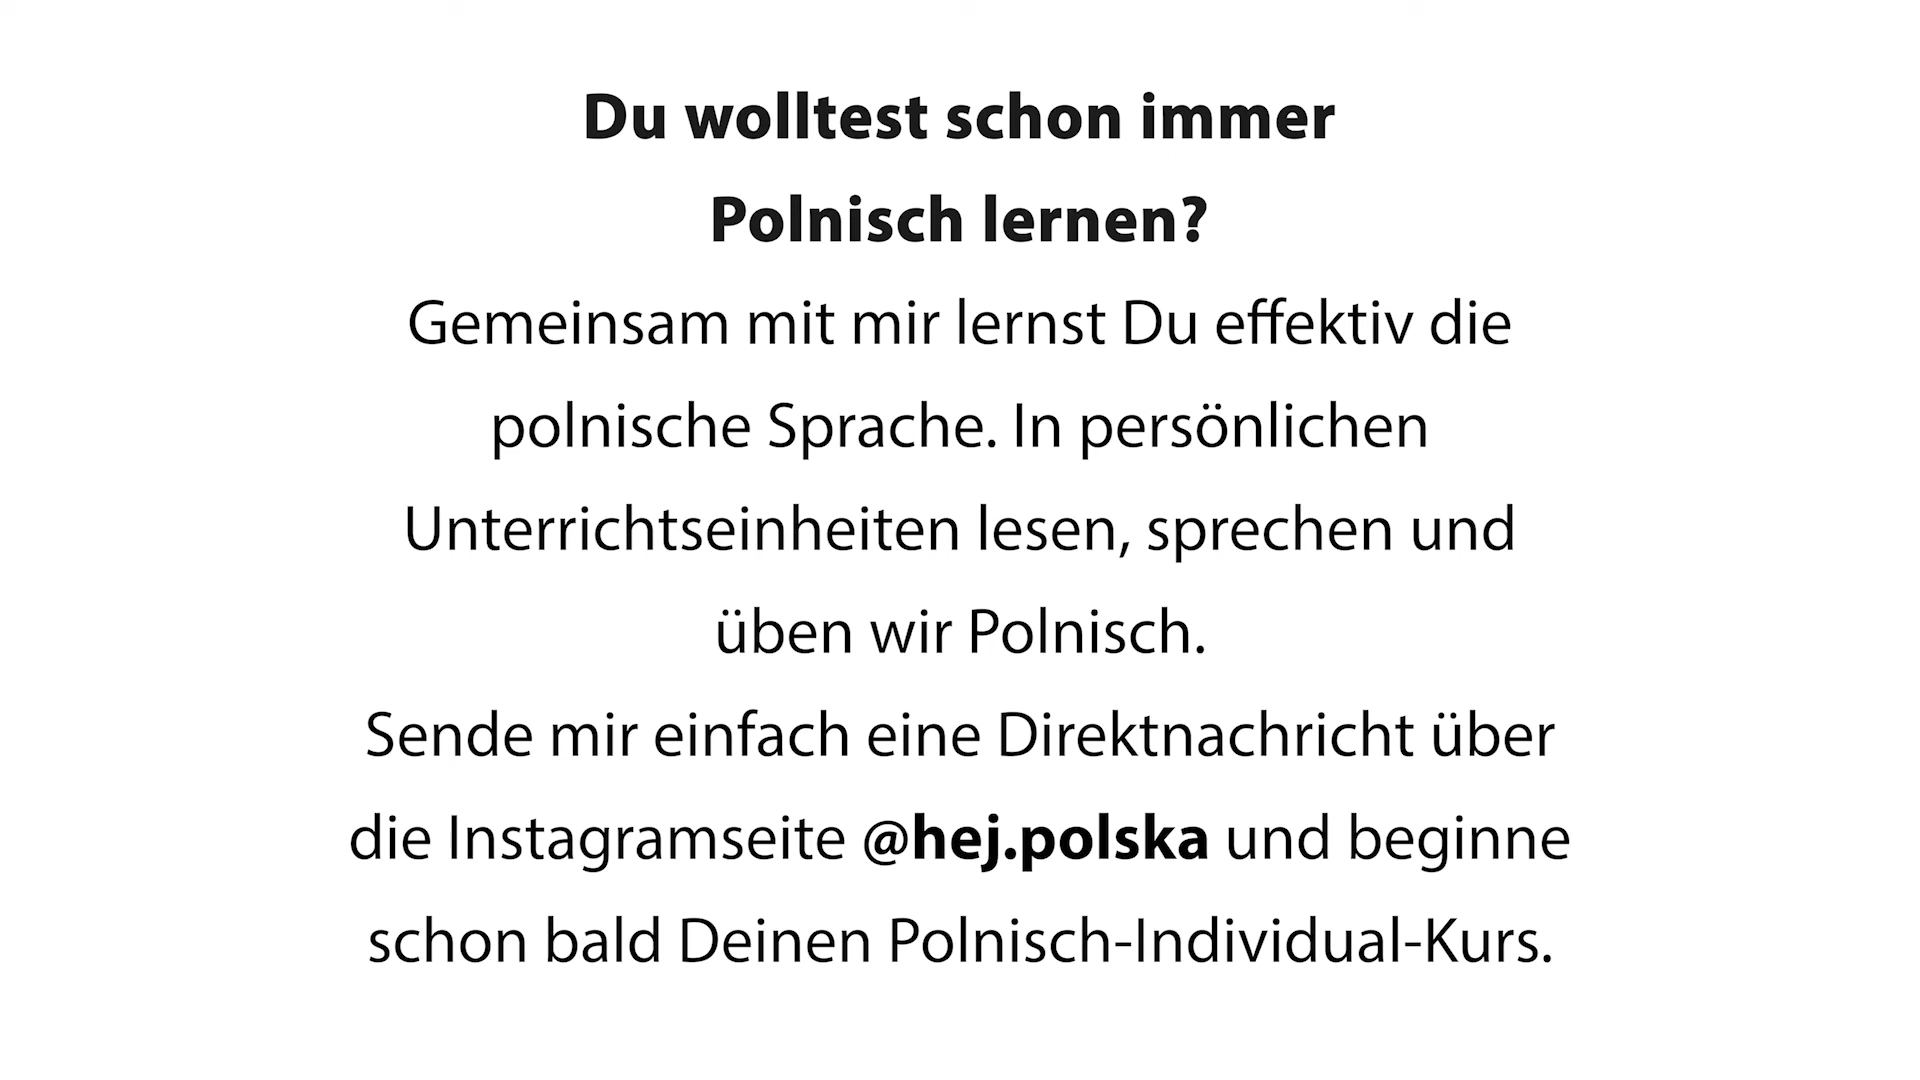 Du wolltest schon immer
Polnisch lernen?
Gemeinsam mit mir lernst Du effektiv die
polnische Sprache. In persönlichen
Unterrichtseinheiten lesen, sprechen und
üben wir Polnisch.
Sende mir einfach eine Direktnachricht über
die Instagramseite @hej.polska und beginne
schon bald Deinen Polnisch-Individual-Kurs.